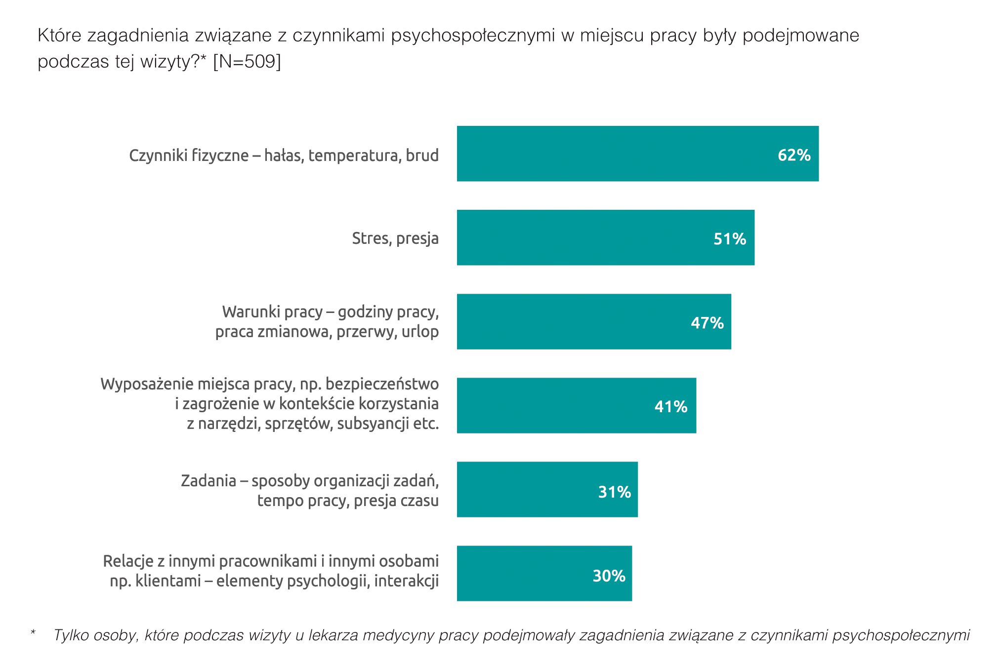 Które zagadnienia związane z czynnikami psychospołecznymi w miejscu pracy były podejmowane
podczas tej wizyty?* [N=509]
Czynniki fizyczne – hałas, temperatura, brud
62%
Stres, presja
51%
Warunki pracy – godziny pracy,
praca zmianowa, przerwy, urlop
47%
Wyposażenie miejsca pracy, np. bezpieczeństwo
i zagrożenie w kontekście korzystania
z narzędzi, sprzętów, subsyancji etc.
41%
Zadania – sposoby organizacji zadań,
tempo pracy, presja czasu
31%
Relacje z innymi pracownikami i innymi osobami
np. klientami – elementy psychologii, interakcji
30%
* Tylko osoby, które podczas wizyty u lekarza medycyny pracy podejmowały zagadnienia związane z czynnikami psychospołecznymi